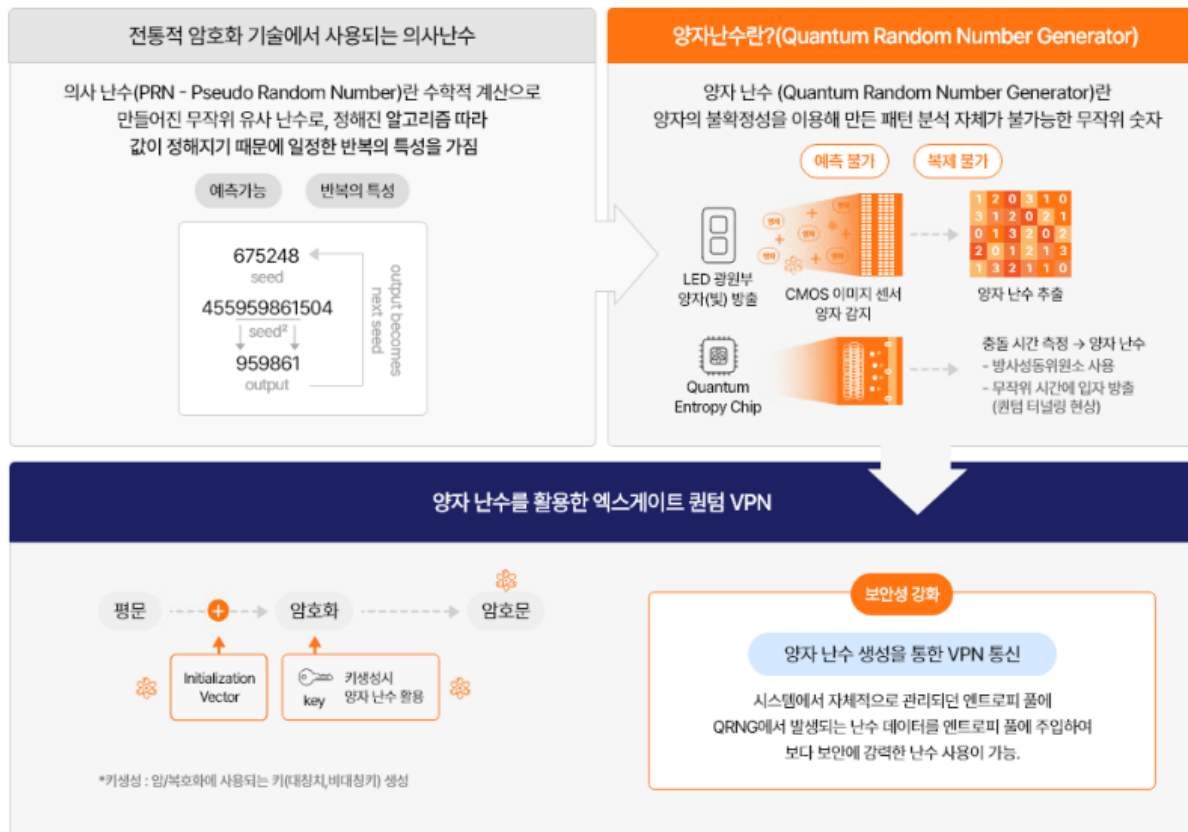 전통적 암호화 기술에서 사용되는 의사난수
의사 난수(PRN - Pseudo Random Number)란 수학적 계산으로
만들어진 무작위 유사 난수로, 정해진 알고리즘 따라
값이 정해지기 때문에 일정한 반복의 특성을 가짐
예측가능
반복의 특성
675248
seed
455959861504
seed²
959861
output
output becomes
next seed
양자난수란?(Quantum Random Number Generator)
양자 난수 (Quantum Random Number Generator)란
양자의 불확정성을 이용해 만든 패턴 분석 자체가 불가능한 무작위 숫자
예측 불가
복제 불가
LED 광원부
양자(빛) 방출
CMOS 이미지 센서
양자 감지
1 2 0 3 1 0
3 1 2 0 2 1
0 1 3 2 0 2
2 0 1 2 1 3
1 3 2 1 1 0
양자 난수 추출
Quantum
Entropy Chip
충돌 시간 측정 → 양자 난수
- 방사성동위원소 사용
- 무작위 시간에 입자 방출
(퀀텀 터널링 현상)
양자 난수를 활용한 엑스게이트 퀀텀 VPN
평문
암호화
암호문
Initialization
Vector
key
키생성시
양자 난수 활용
*키생성 : 암/복호화에 사용되는 키(대칭치,비대칭키) 생성
보안성 강화
양자 난수 생성을 통한 VPN 통신
시스템에서 자체적으로 관리되던 엔트로피 풀에
QRNG에서 발생되는 난수 데이터를 엔트로피 풀에 주입하여
보다 보안에 강력한 난수 사용이 가능.